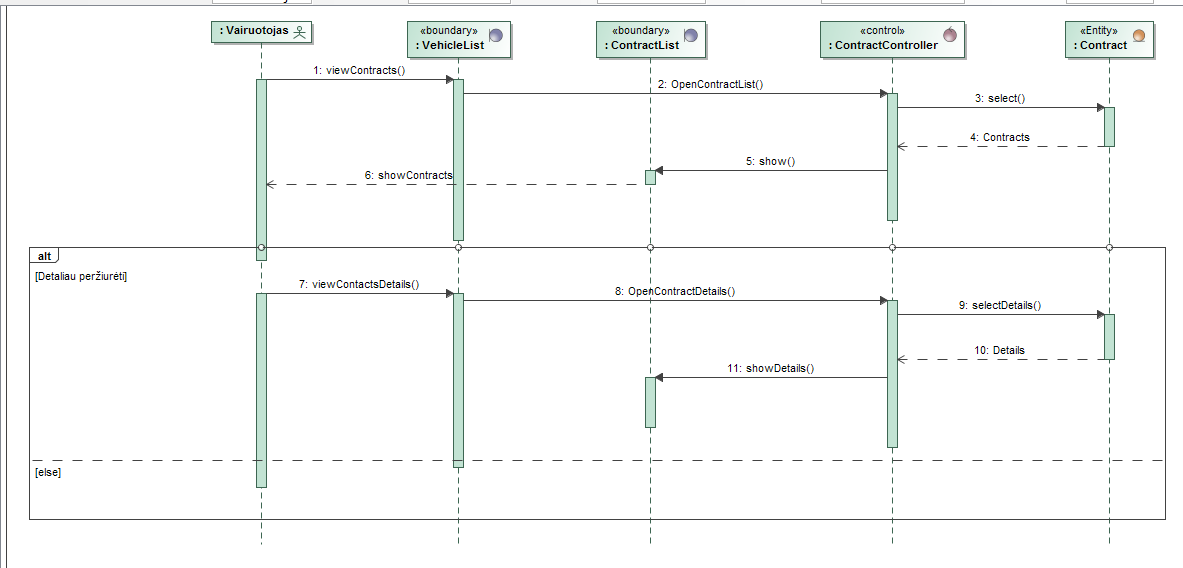 : Vairuotojas
«boundary»
: VehicleList
«boundary»
: ContractList
«control»
: ContractController
«Entity»
: Contract
1: viewContracts()
2: OpenContractList()
3: select()
4: Contracts
5: show()
6: showContracts
alt
[Detaliau peržiurėti]
7: viewContactsDetails()
8: OpenContractDetails()
9: selectDetails()
10: Details
11: showDetails()
[else]